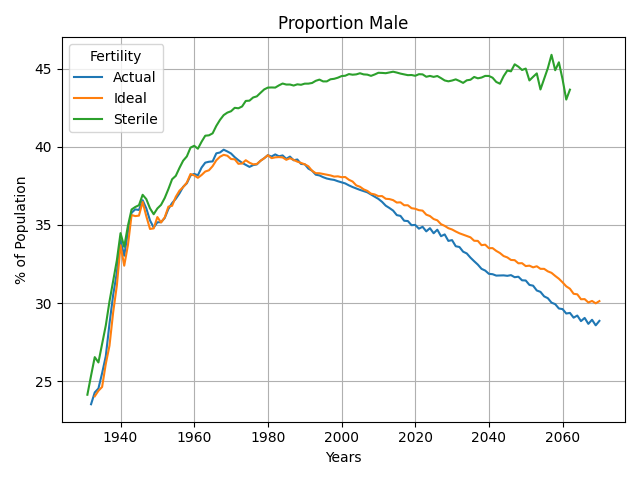 Proportion Male
Fertility
Actual
Ideal
Sterile
% of Population
45
40
35
30
25
1940 1960 1980 2000 2020 2040 2060
Years